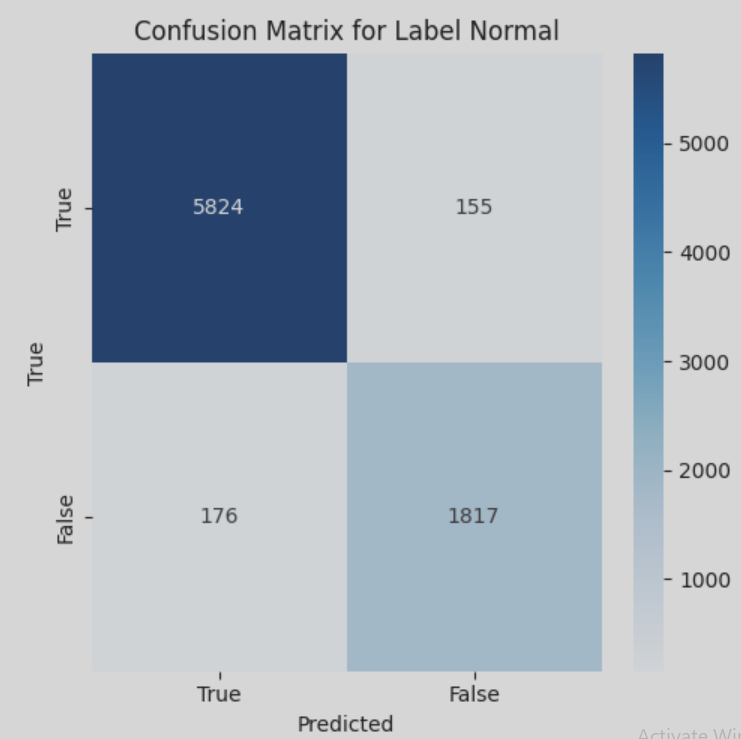 Confusion Matrix for Label Normal
5824
155
176
1817
True
False
True
True
False
Predicted
5000
4000
3000
2000
1000
Activate